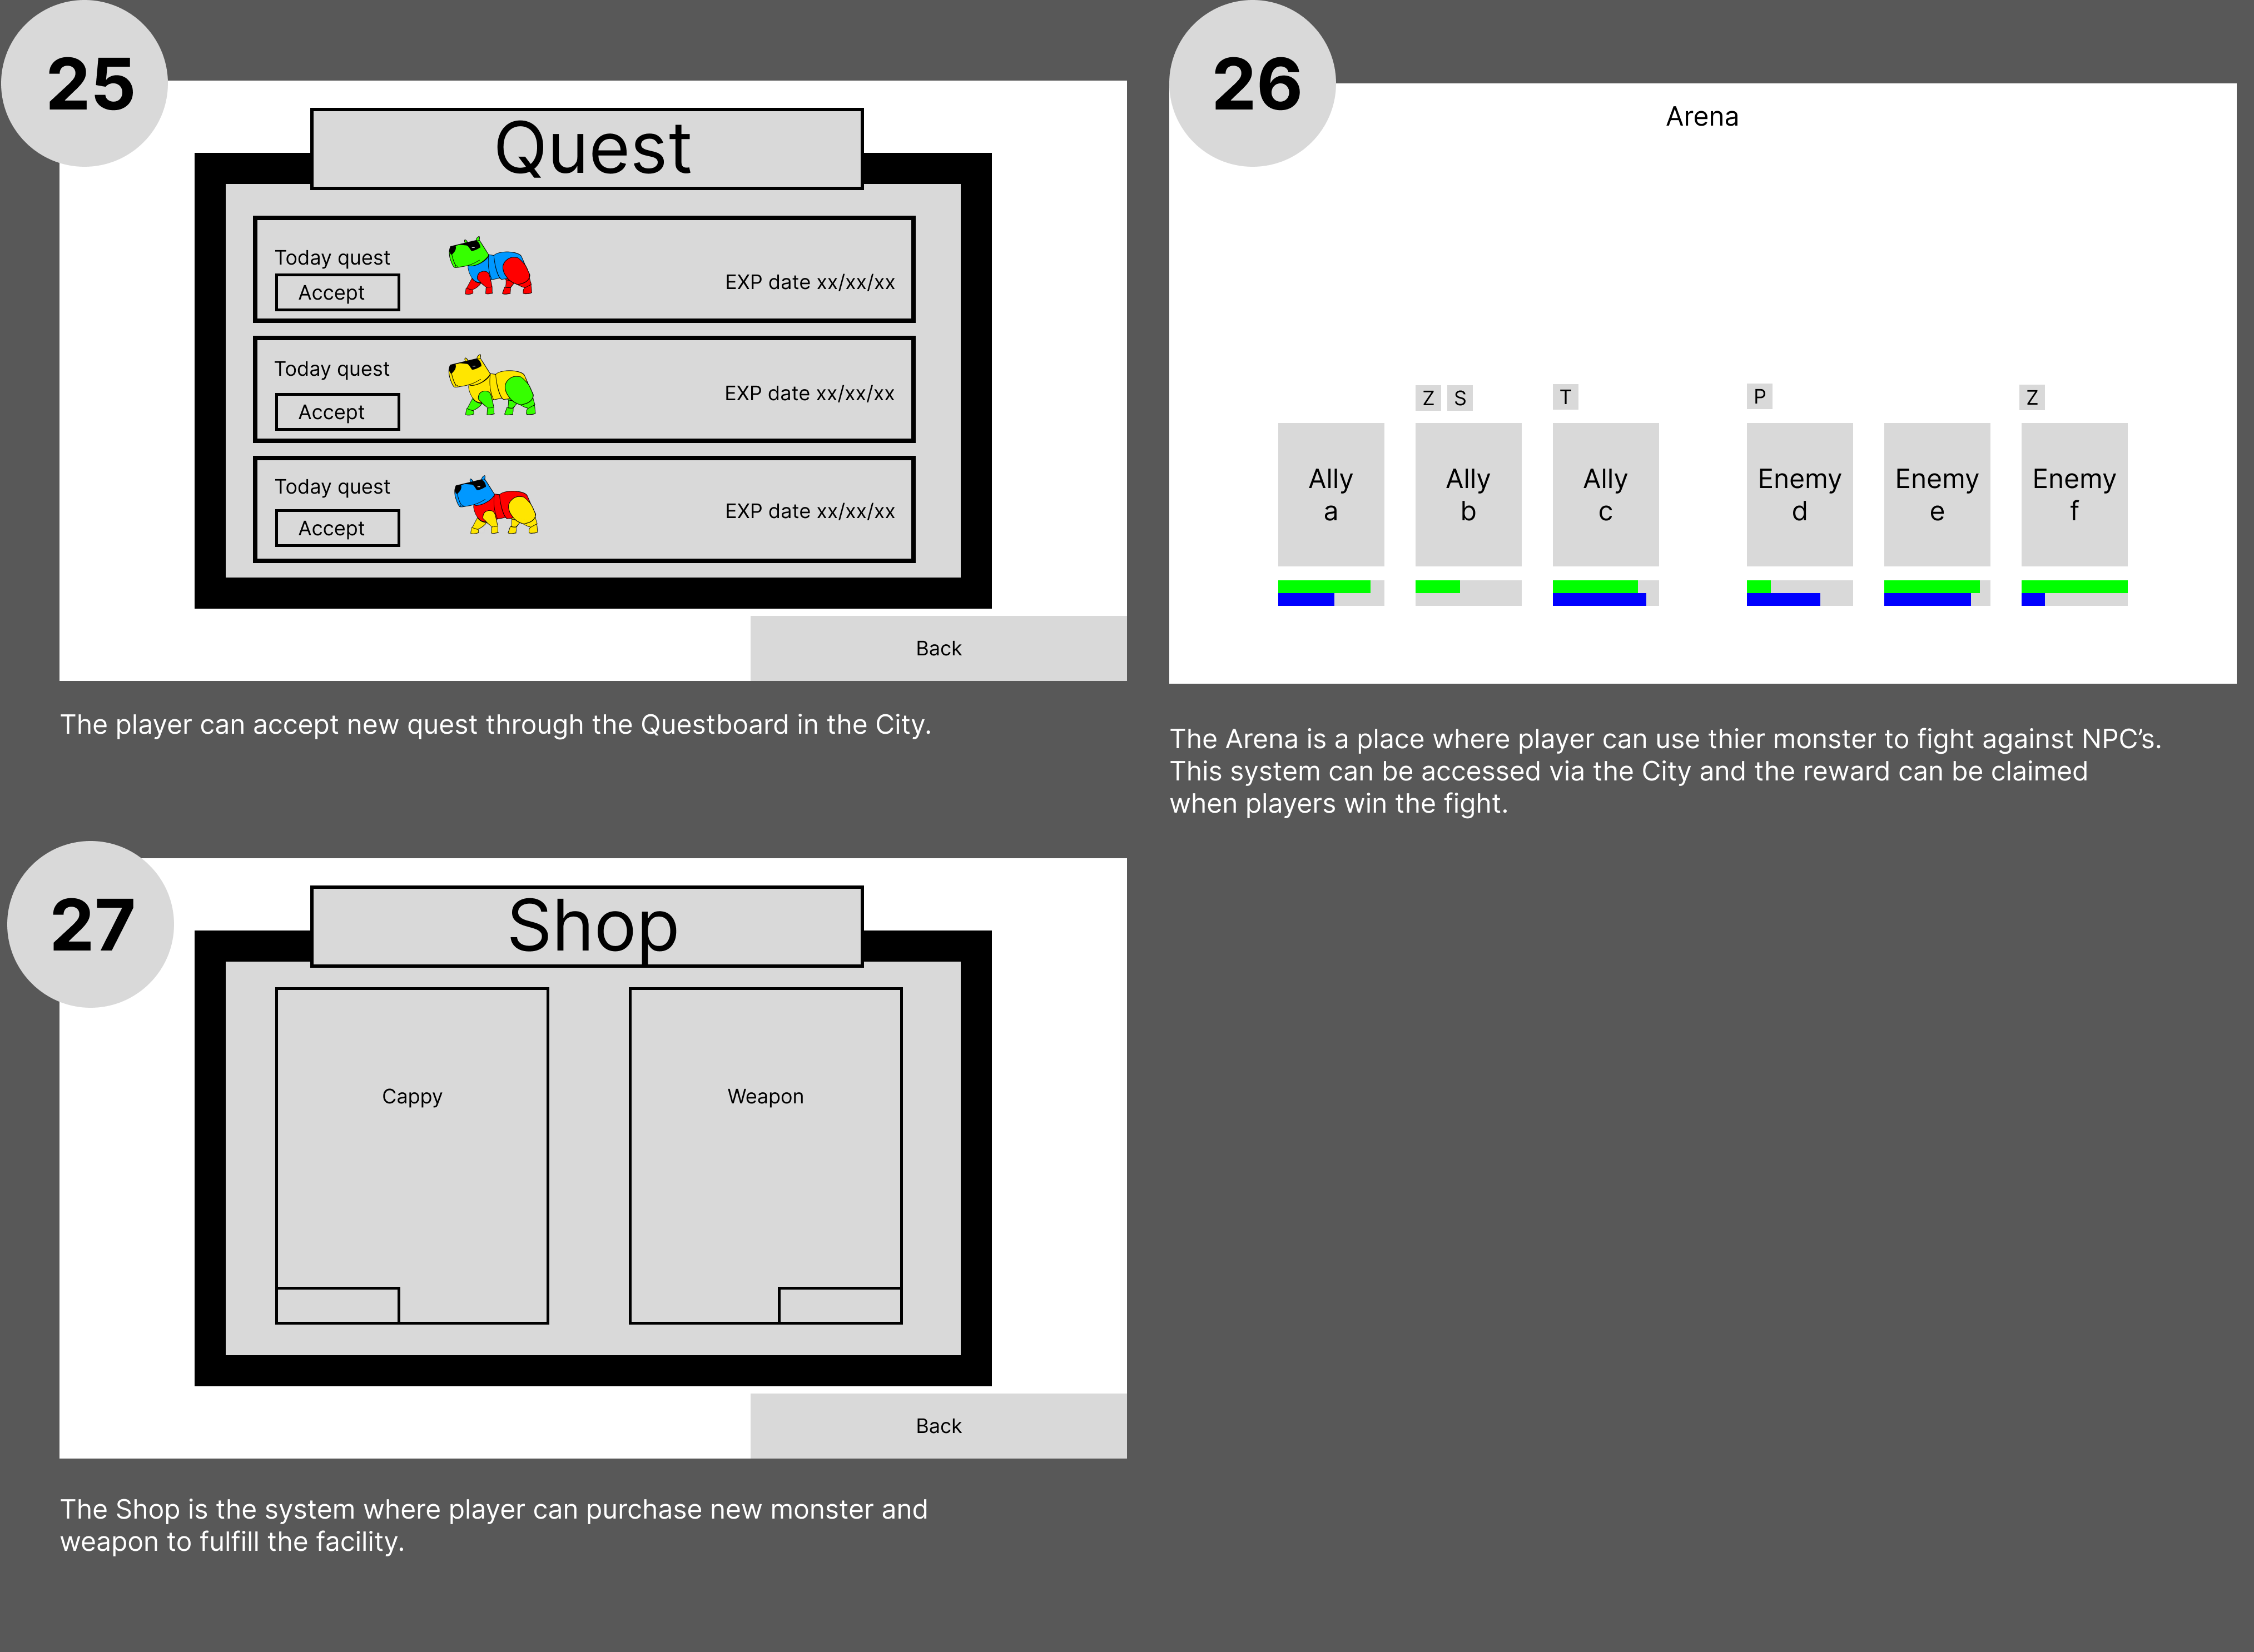 25
Quest
Today quest
Accept
EXP date xx/xx/xx
Today quest
Accept
EXP date xx/xx/xx
Today quest
Accept
EXP date xx/xx/xx
Back
The player can accept new quest through the Questboard in the City.
26
Arena
Z S T P Z
Ally Ally Ally Enemy Enemy Enemy
a b c d e f
The Arena is a place where player can use thier monster to fight against NPC’s.
This system can be accessed via the City and the reward can be claimed
when players win the fight.
27
Shop
Cappy Weapon
Back
The Shop is the system where player can purchase new monster and
weapon to fulfill the facility.